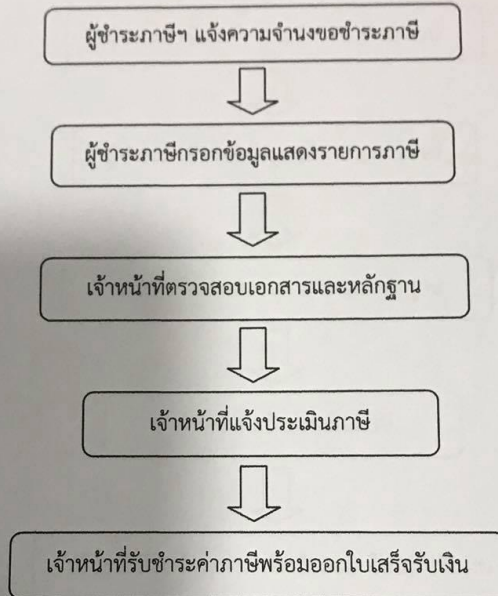 ผู้ชำระภาษีฯ แจ้งความจำนงขอชำระภาษี
ผู้ชำระภาษีกรอกข้อมูลแสดงรายการภาษี
เจ้าหน้าที่ตรวจสอบเอกสารและหลักฐาน
เจ้าหน้าที่แจ้งประเมินภาษี
เจ้าหน้าที่รับชำระค่าภาษีพร้อมออกใบเสร็จรับเงิน